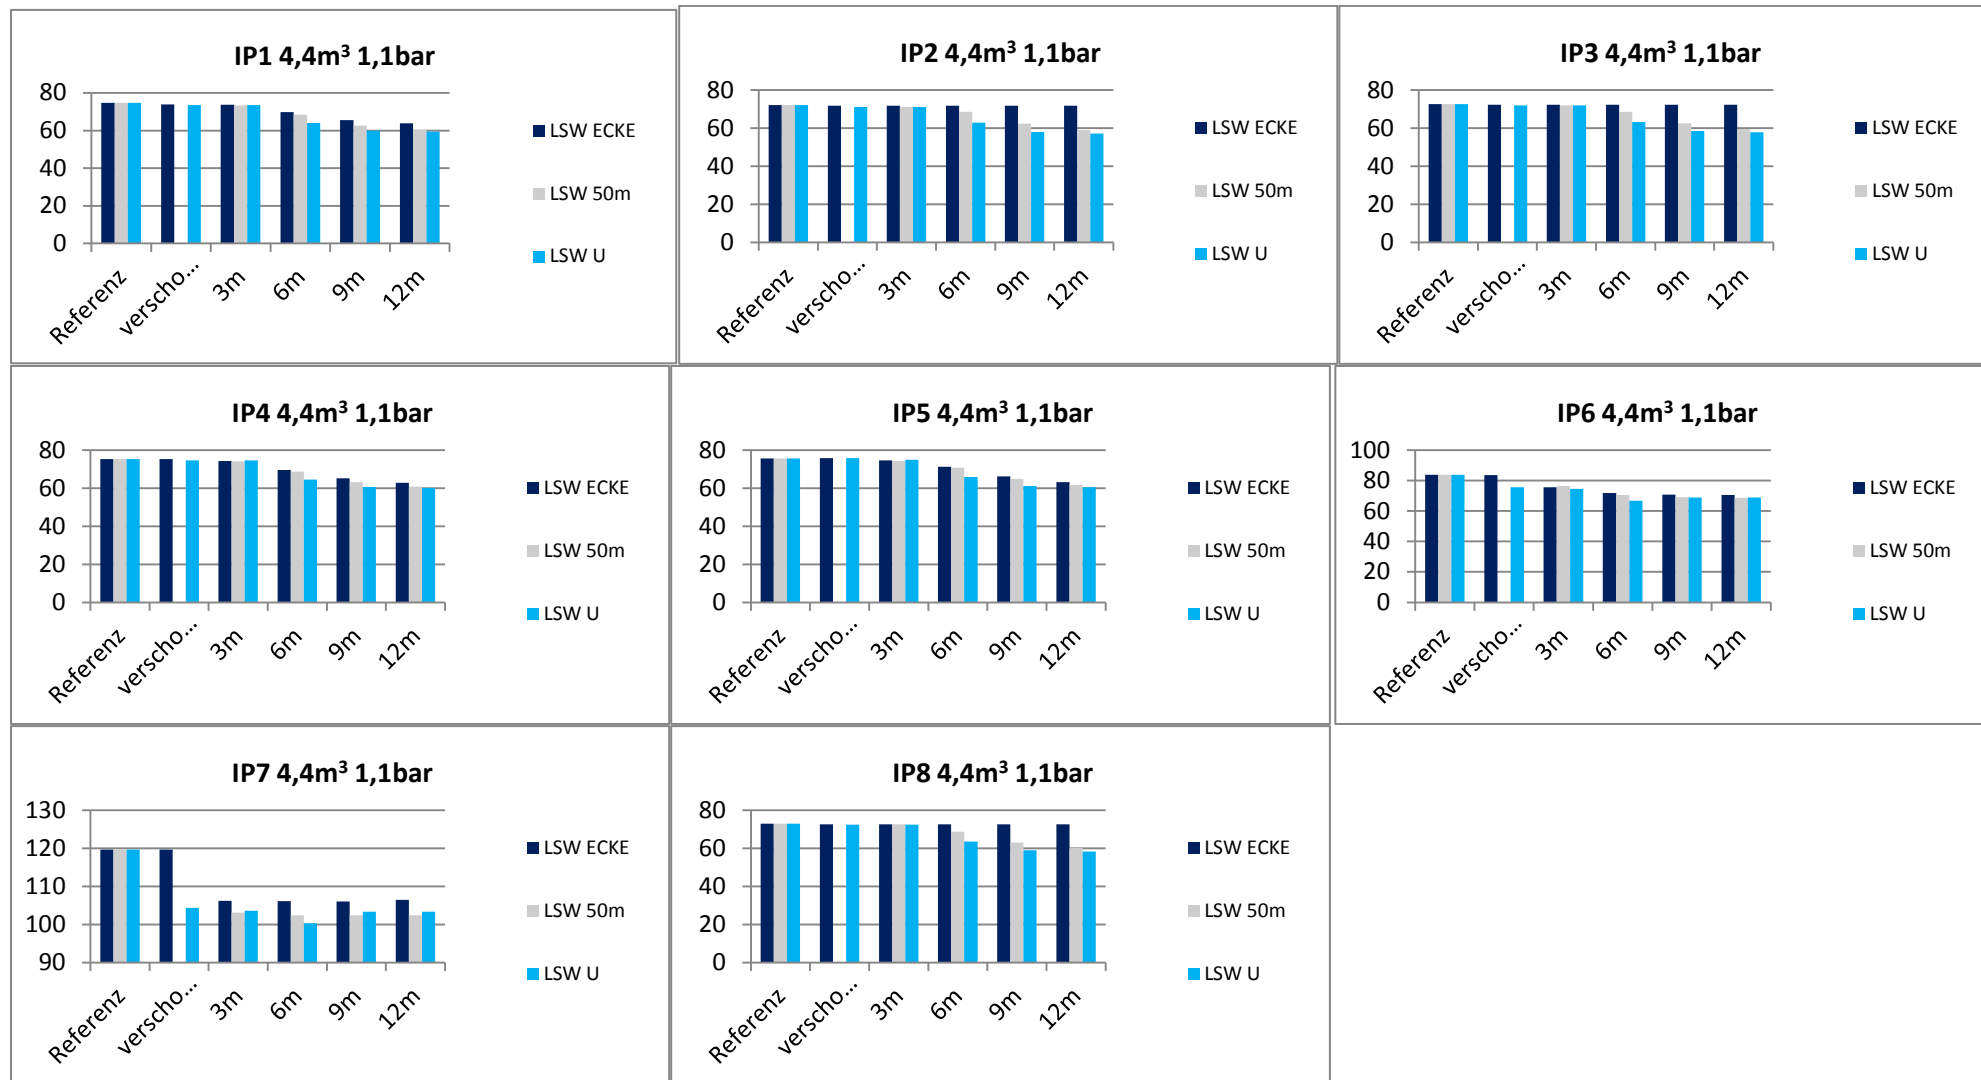 IP1 4,4m³ 1,1bar
80
60
40
20
0
Referenz
verscho...
3m
6m
9m
12m
LSW ECKE
LSW 50m
LSW U
IP2 4,4m³ 1,1bar
80
60
40
20
0
Referenz
verscho...
3m
6m
9m
12m
LSW ECKE
LSW 50m
LSW U
IP3 4,4m³ 1,1bar
80
60
40
20
0
Referenz
verscho...
3m
6m
9m
12m
LSW ECKE
LSW 50m
LSW U
IP4 4,4m³ 1,1bar
80
60
40
20
0
Referenz
verscho...
3m
6m
9m
12m
LSW ECKE
LSW 50m
LSW U
IP5 4,4m³ 1,1bar
80
60
40
20
0
Referenz
verscho...
3m
6m
9m
12m
LSW ECKE
LSW 50m
LSW U
IP6 4,4m³ 1,1bar
100
80
60
40
20
0
Referenz
verscho...
3m
6m
9m
12m
LSW ECKE
LSW 50m
LSW U
IP7 4,4m³ 1,1bar
130
120
110
100
90
Referenz
verscho...
3m
6m
9m
12m
LSW ECKE
LSW 50m
LSW U
IP8 4,4m³ 1,1bar
80
60
40
20
0
Referenz
verscho...
3m
6m
9m
12m
LSW ECKE
LSW 50m
LSW U